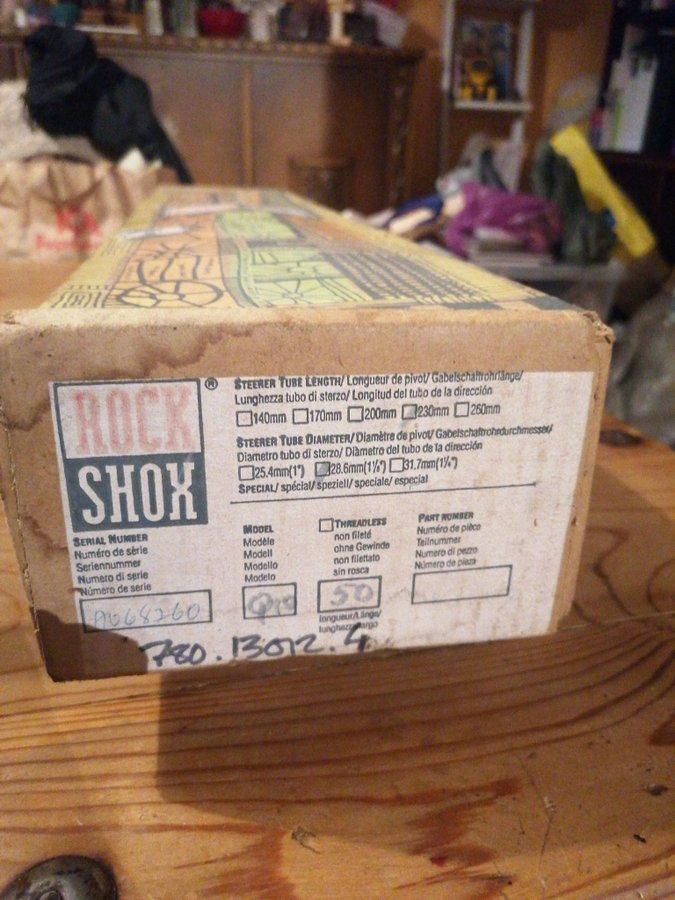 ROCK
SHOX
®
STEERER TUBE LENGTH/ Longueur de pivot/ Gabelschaftrohrlänge/
Lunghezza tubo di sterzo/ Longitud del tubo de la dirección
140mm 170mm 200mm 230mm 260mm
STEERER TUBE DIAMETER/ Diamètre de pivot/ Gabelschaftrohrdurchmesser/
Diametro tubo di sterzo/ Diámetro del tubo de la dirección
25.4mm(1") 28.6mm(1⅛") 31.7mm(1¼")
SPECIAL/ spécial/ speziell/ speciale/ especial
SERIAL NUMBER
Numéro de série
Seriennummer
Numero di serie
Número de serie
A668260
MODEL
Modèle
Modell
Modello
Modelo
THREADLESS
non fileté
ohne Gewinde
non filettato
sin rosca
50
longueur/Länge/
PART NUMBER
Numéro de pièce
Teilnummer
Numero di pezzo
Número de pieza
780.13012.4